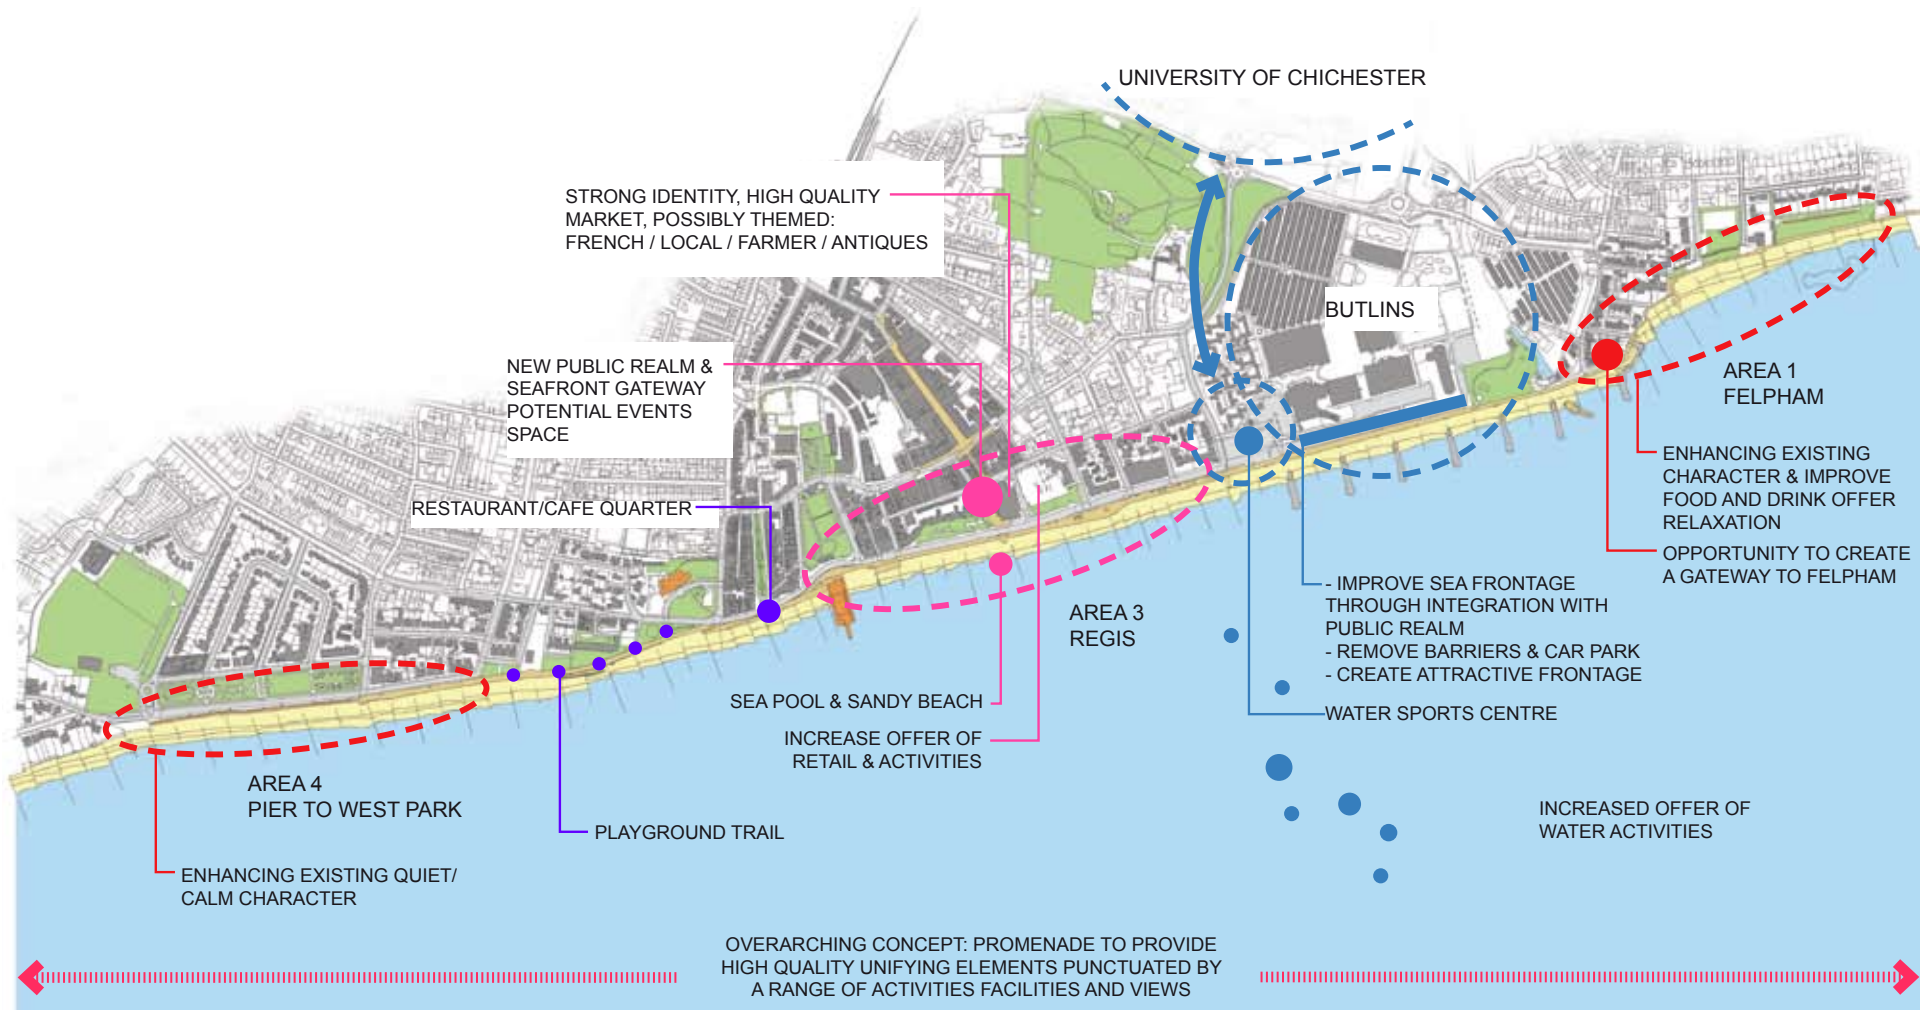 UNIVERSITY OF CHICHESTER
STRONG IDENTITY, HIGH QUALITY
MARKET, POSSIBLY THEMED:
FRENCH / LOCAL / FARMER / ANTIQUES
BUTLINS
NEW PUBLIC REALM &
SEAFRONT GATEWAY
POTENTIAL EVENTS
SPACE
AREA 1
FELPHAM
RESTAURANT/CAFE QUARTER
ENHANCING EXISTING
CHARACTER & IMPROVE
FOOD AND DRINK OFFER
RELAXATION
OPPORTUNITY TO CREATE
A GATEWAY TO FELPHAM
- IMPROVE SEA FRONTAGE
THROUGH INTEGRATION WITH
PUBLIC REALM
- REMOVE BARRIERS & CAR PARK
- CREATE ATTRACTIVE FRONTAGE
AREA 3
REGIS
SEA POOL & SANDY BEACH
WATER SPORTS CENTRE
INCREASE OFFER OF
RETAIL & ACTIVITIES
AREA 4
PIER TO WEST PARK
PLAYGROUND TRAIL
INCREASED OFFER OF
WATER ACTIVITIES
ENHANCING EXISTING QUIET/
CALM CHARACTER
OVERARCHING CONCEPT: PROMENADE TO PROVIDE
HIGH QUALITY UNIFYING ELEMENTS PUNCTUATED BY
A RANGE OF ACTIVITIES FACILITIES AND VIEWS